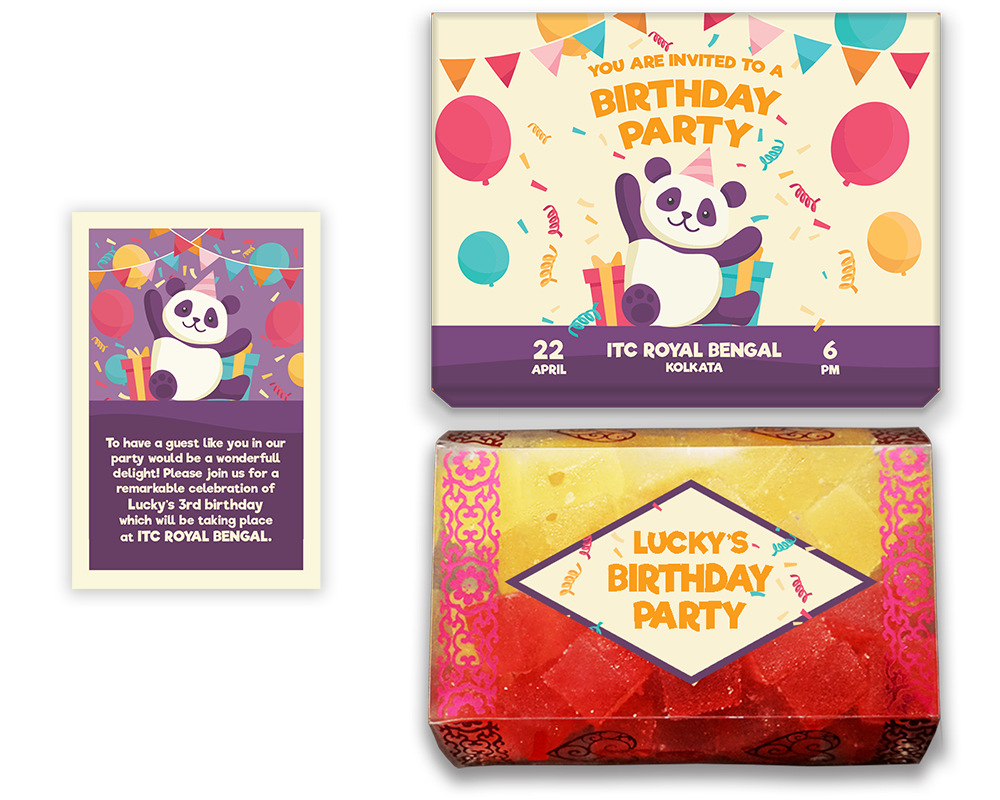 To have a guest like you in our
party would be a wonderfull
delight! Please join us for a
remarkable celebration of
Lucky's 3rd birthday
which will be taking place
at ITC ROYAL BENGAL.
YOU ARE INVITED TO A
BIRTHDAY
PARTY
22
APRIL
ITC ROYAL BENGAL
KOLKATA
6
PM
LUCKY'S
BIRTHDAY
PARTY